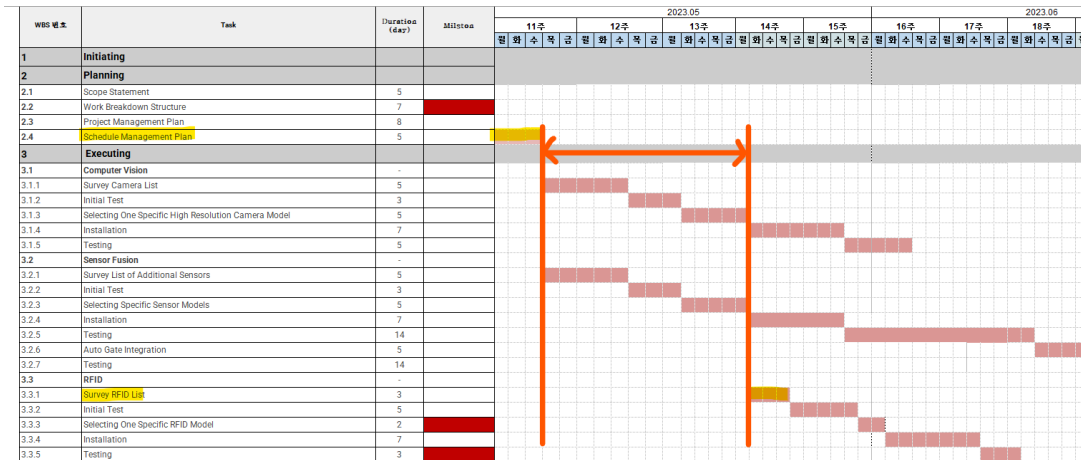 2023.05 2023.06
WBS 번호 Task Duration (day) Milston 11주 12주 13주 14주 15주 16주 17주 18주
월 화 수 목 금 월 화 수 목 금 월 화 수 목 금 월 화 수 목 금 월 화 수 목 금 월 화 수 목 금 월 화 수 목 금 월 화 수 목 금
1 Initiating
2 Planning
2.1 Scope Statement 5
2.2 Work Breakdown Structure 7
2.3 Project Management Plan 8
2.4 Schedule Management Plan 5
3 Executing
3.1 Computer Vision -
3.1.1 Survey Camera List 5
3.1.2 Initial Test 3
3.1.3 Selecting One Specific High Resolution Camera Model 5
3.1.4 Installation 7
3.1.5 Testing 5
3.2 Sensor Fusion -
3.2.1 Survey List of Additional Sensors 5
3.2.2 Initial Test 3
3.2.3 Selecting Specific Sensor Models 5
3.2.4 Installation 7
3.2.5 Testing 14
3.2.6 Auto Gate Integration 5
3.2.7 Testing 14
3.3 RFID -
3.3.1 Survey RFID List 3
3.3.2 Initial Test 5
3.3.3 Selecting One Specific RFID Model 2
3.3.4 Installation 7
3.3.5 Testing 3